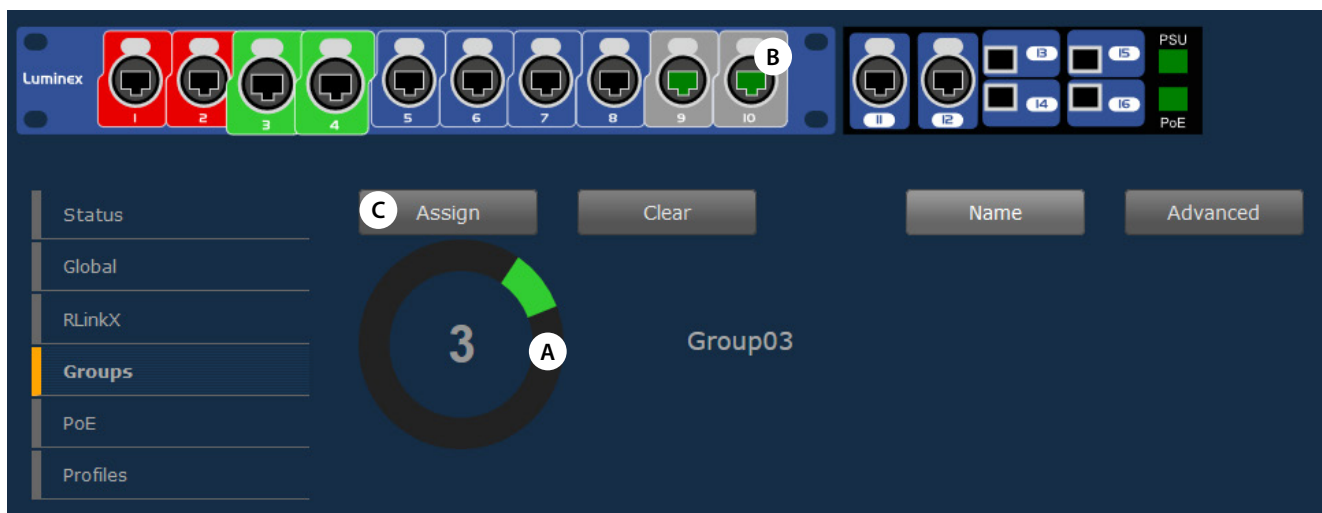 Luminex
1 2 3 4 5 6 7 8 9 10
B
11 12 13 14 15 16
PSU
PoE
Status
Global
RLinkX
Groups
PoE
Profiles
C Assign Clear Name Advanced
3 A Group03